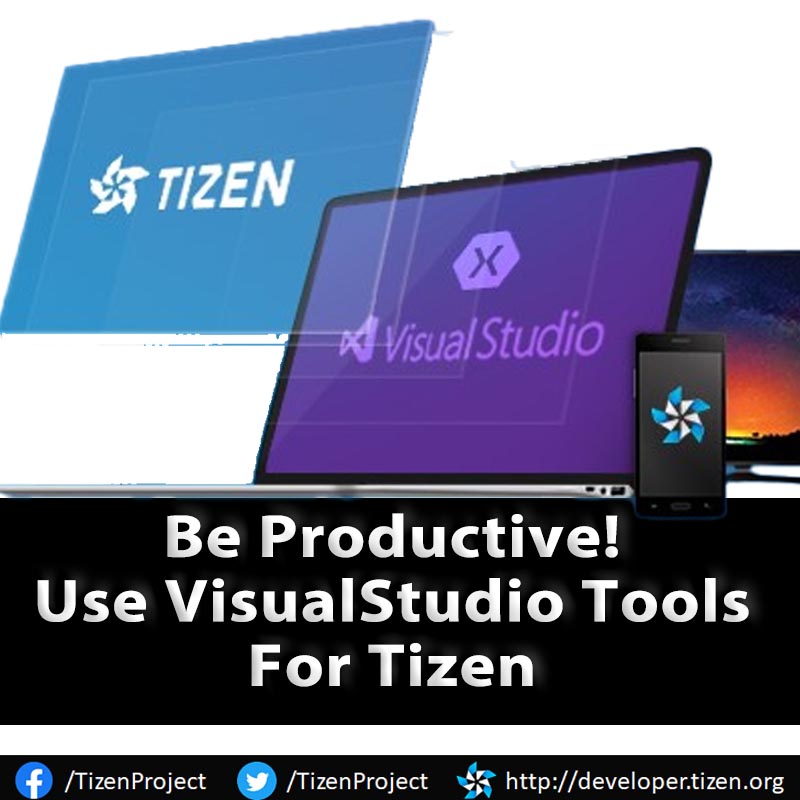 TIZEN
X
Visual Studio
Be Productive!
Use VisualStudio Tools
For Tizen
/TizenProject /TizenProject http://developer.tizen.org